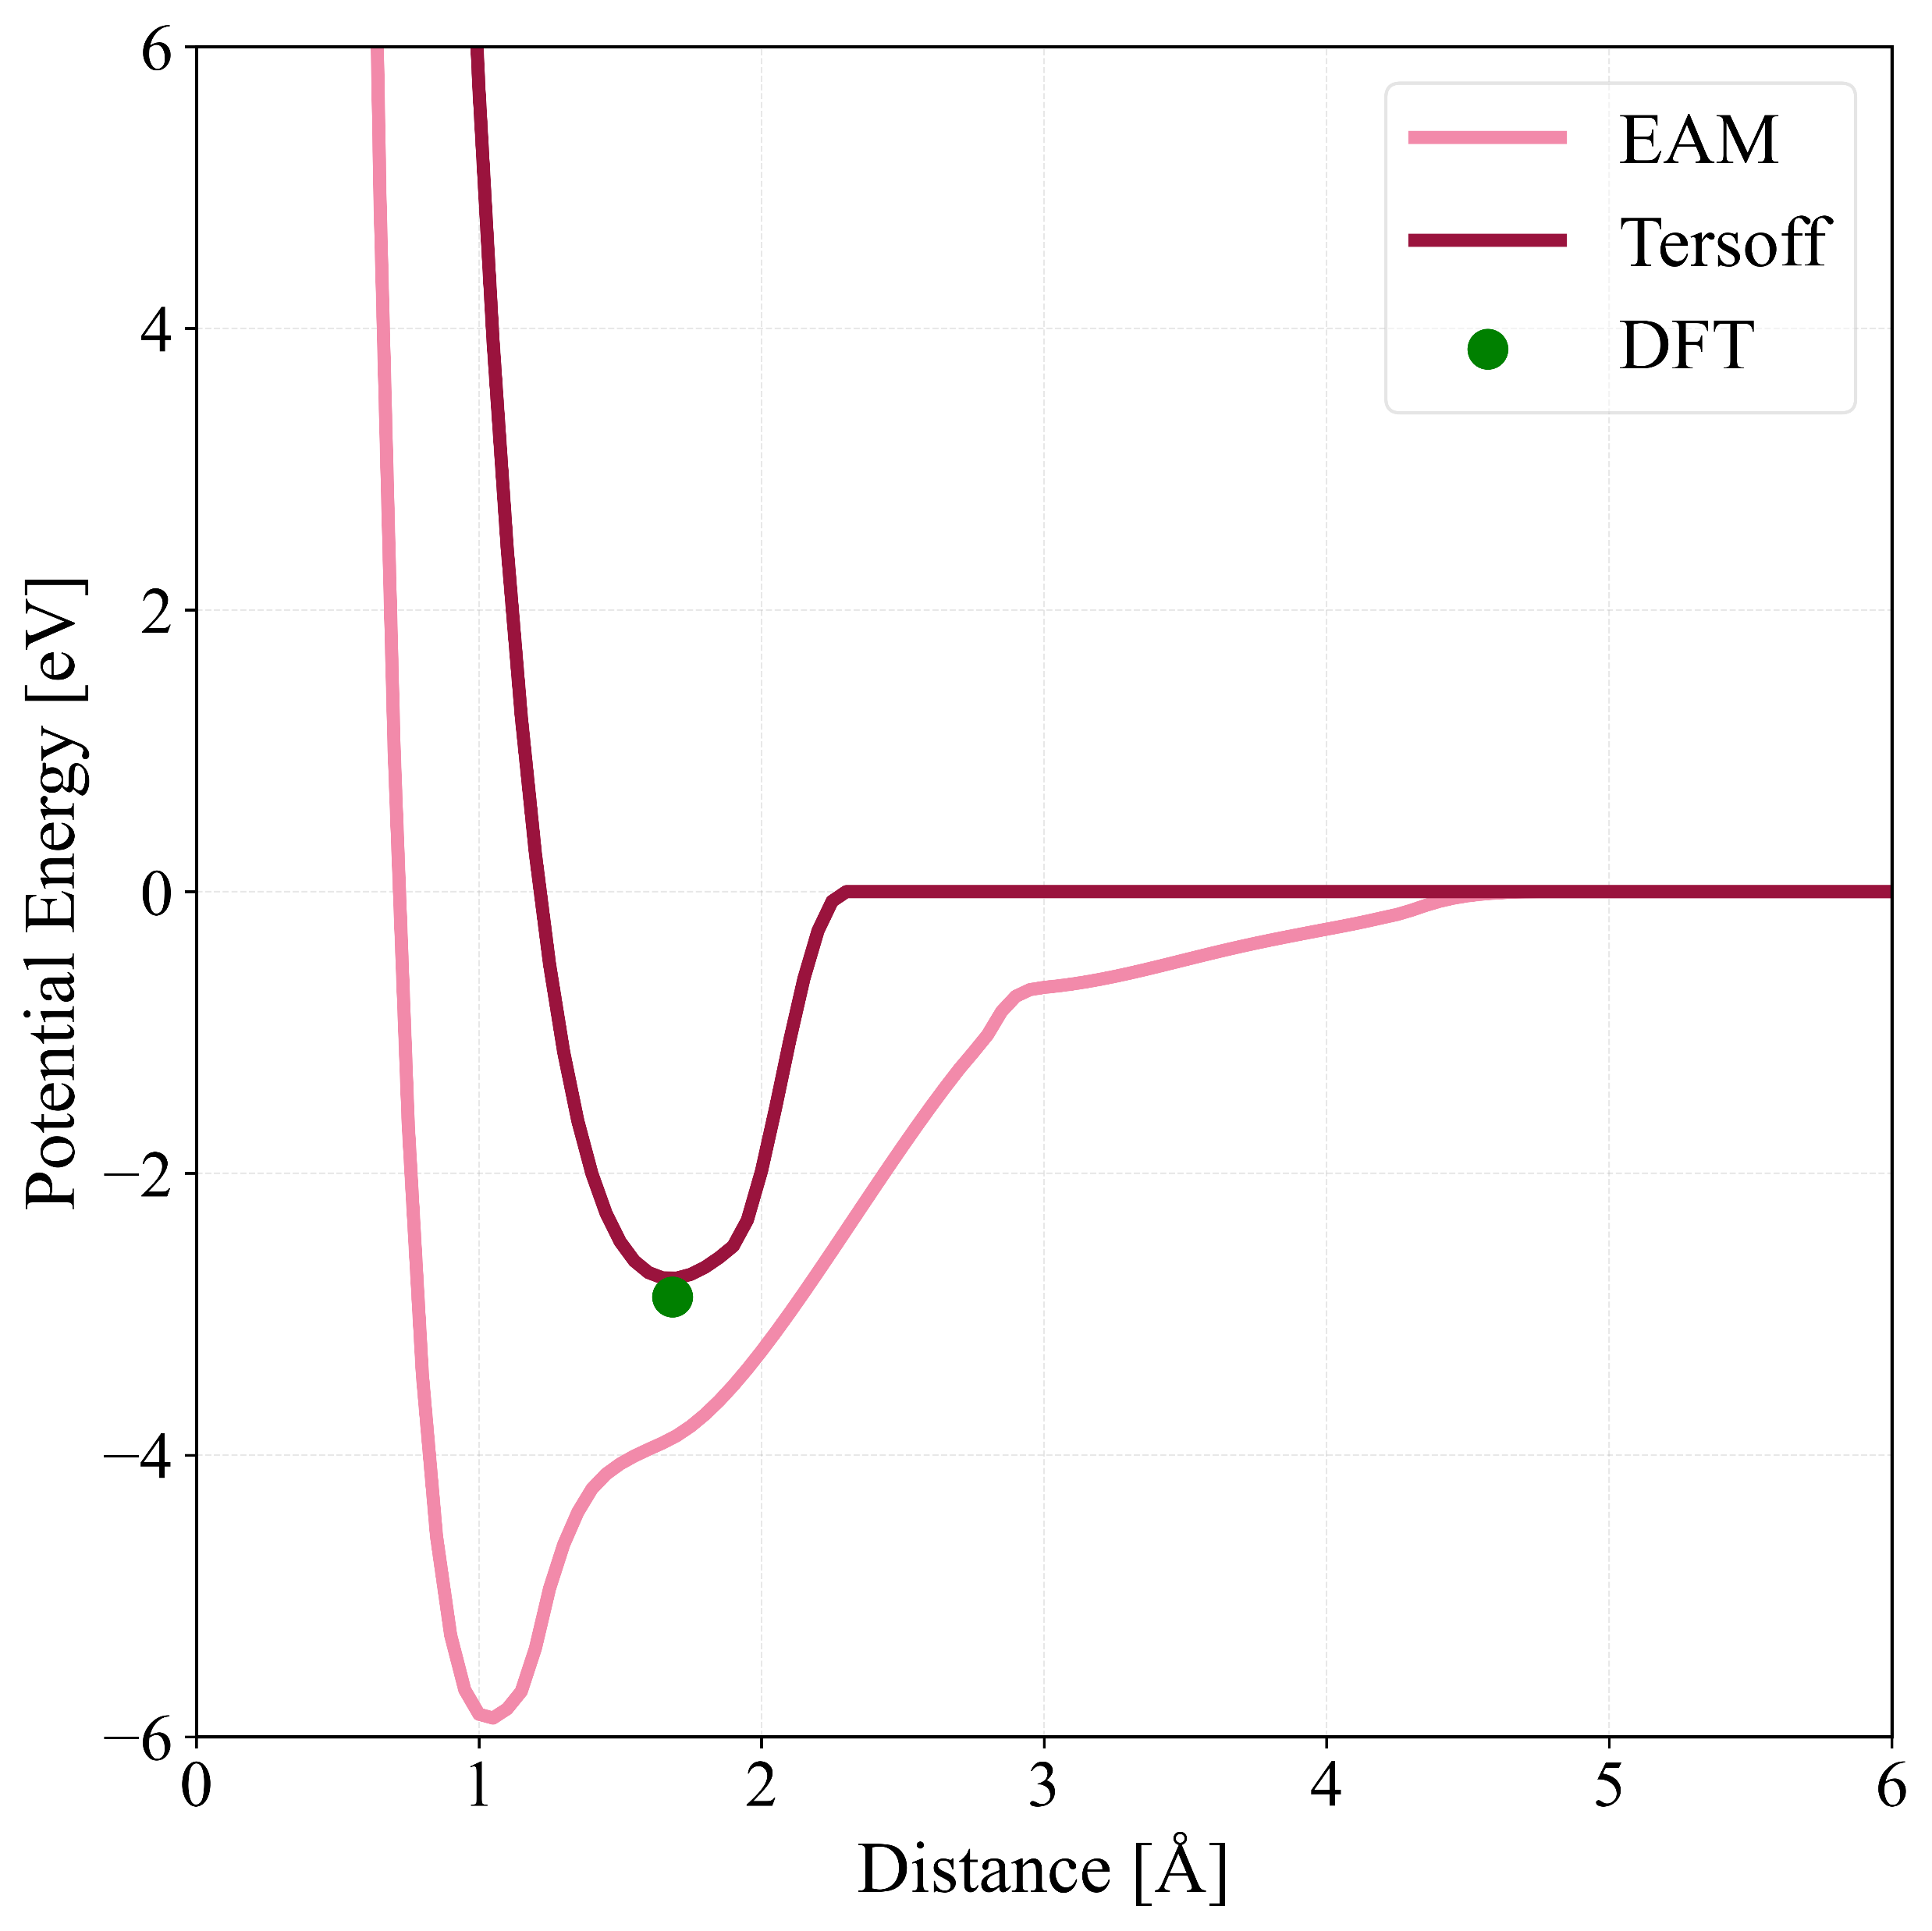 6
4
2
0
−2
−4
−6
Potential Energy [eV]
EAM
Tersoff
DFT
0 1 2 3 4 5 6
Distance [Å]